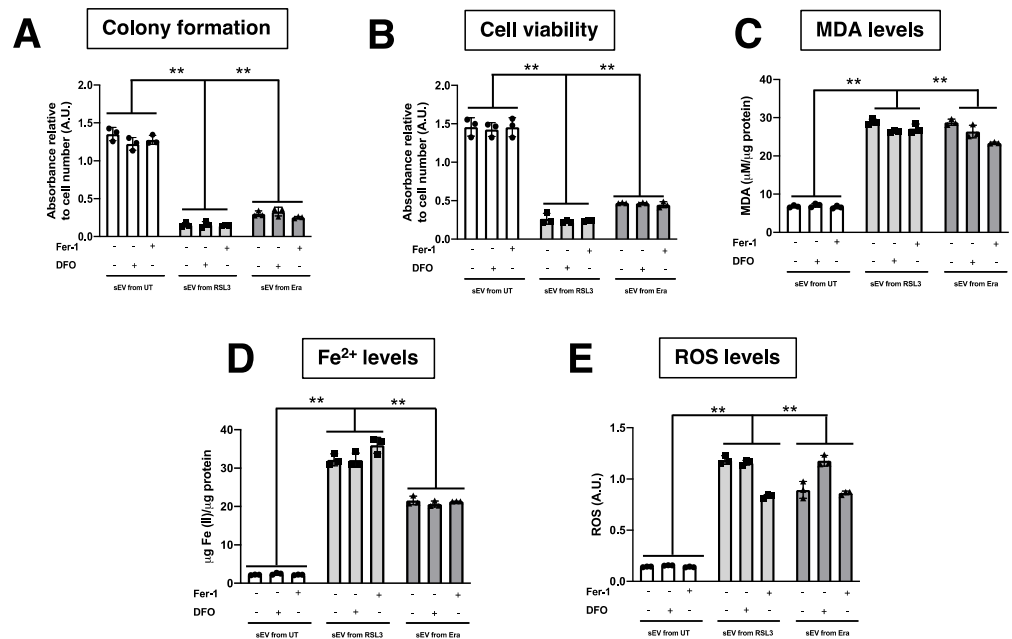 A
Colony formation
Absorbance relative
to cell number (A.U.)
2.0
1.5
1.0
0.5
0.0
** **
Fer-1 - - + - - + - - +
DFO - + - - + - - + -
sEV from UT sEV from RSL3 sEV from Era
B
Cell viability
Absorbance relative
to cell number (A.U.)
2.0
1.5
1.0
0.5
0.0
** **
Fer-1 - - + - - + - - +
DFO - + - - + - - + -
sEV from UT sEV from RSL3 sEV from Era
C
MDA levels
MDA (μM/μg protein)
40
30
20
10
0
** **
Fer-1 - - + - - + - - +
DFO - + - - + - - + -
sEV from UT sEV from RSL3 sEV from Era
D
Fe²⁺ levels
μg Fe (II)/μg protein
40
30
20
10
0
** **
Fer-1 - - + - - + - - +
DFO - + - - + - - + -
sEV from UT sEV from RSL3 sEV from Era
E
ROS levels
ROS (A.U.)
1.5
1.0
0.5
0.0
** **
Fer-1 - - + - - + - - +
DFO - + - - + - - + -
sEV from UT sEV from RSL3 sEV from Era